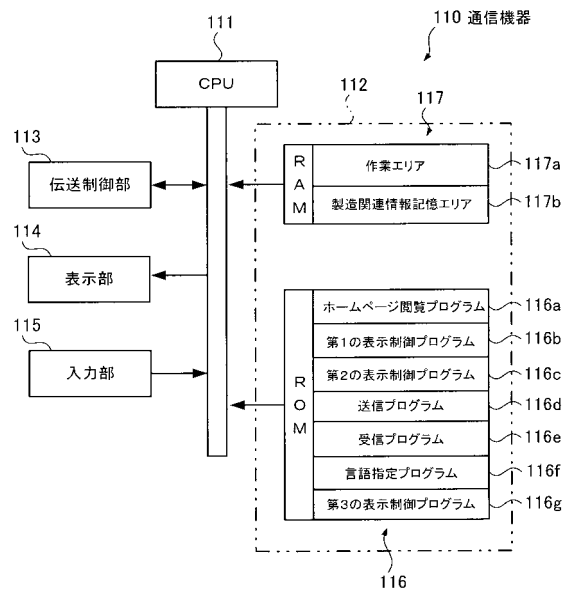 110 通信機器
111
CPU
112
117
113
伝送制御部
RAM
作業エリア
117a
製造関連情報記憶エリア
117b
114
表示部
115
入力部
ROM
ホームページ閲覧プログラム
116a
第1の表示制御プログラム
116b
第2の表示制御プログラム
116c
送信プログラム
116d
受信プログラム
116e
言語指定プログラム
116f
第3の表示制御プログラム
116g
116